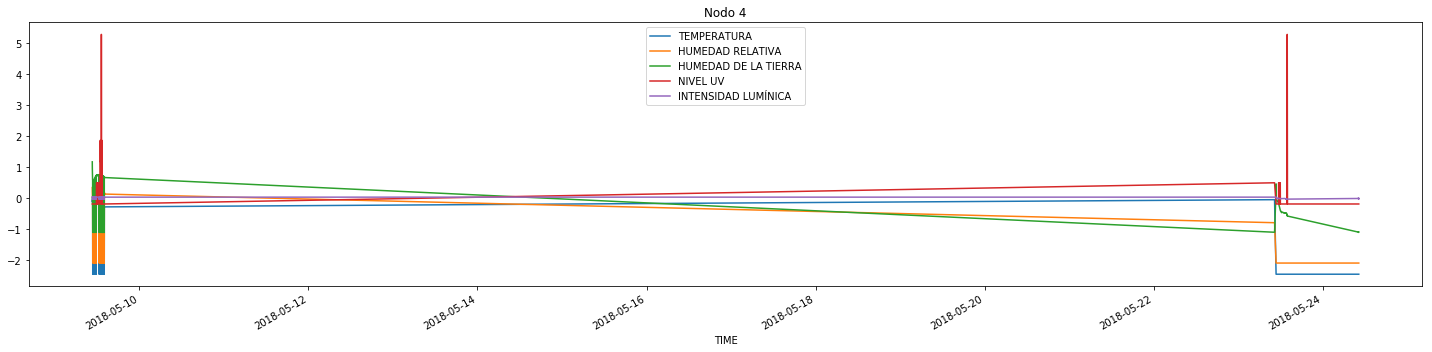 Nodo 4
TEMPERATURA
HUMEDAD RELATIVA
HUMEDAD DE LA TIERRA
NIVEL UV
INTENSIDAD LUMÍNICA
5
4
3
2
1
0
−1
−2
2018-05-10
2018-05-12
2018-05-14
2018-05-16
2018-05-18
2018-05-20
2018-05-22
2018-05-24
TIME